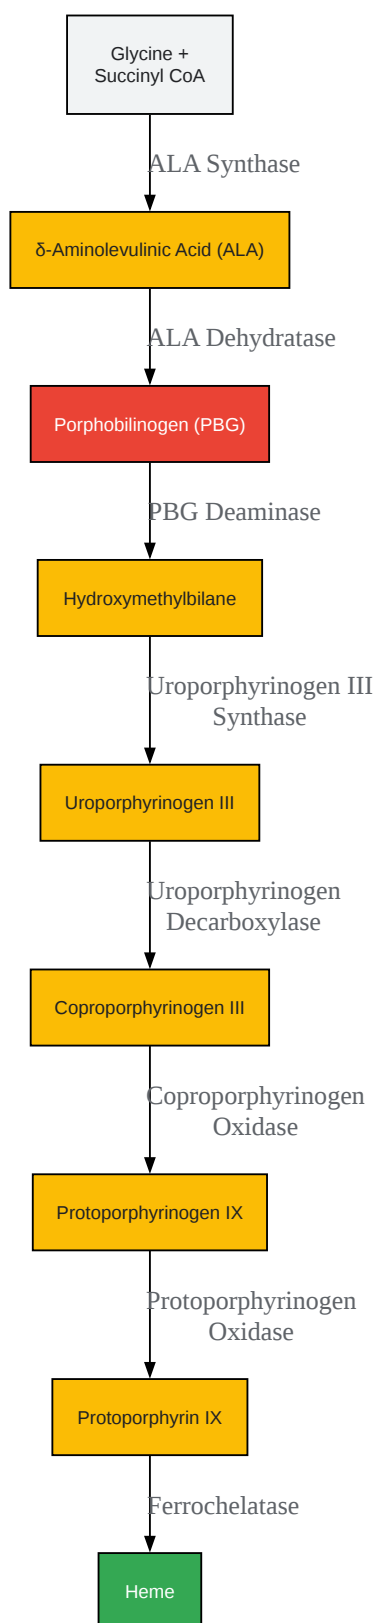 Glycine +
Succinyl CoA
ALA Synthase
δ-Aminolevulinic Acid (ALA)
ALA Dehydratase
Porphobilinogen (PBG)
PBG Deaminase
Hydroxymethylbilane
Uroporphyrinogen III
Synthase
Uroporphyrinogen III
Uroporphyrinogen
Decarboxylase
Coproporphyrinogen III
Coproporphyrinogen
Oxidase
Protoporphyrinogen IX
Protoporphyrinogen
Oxidase
Protoporphyrin IX
Ferrochelatase
Heme